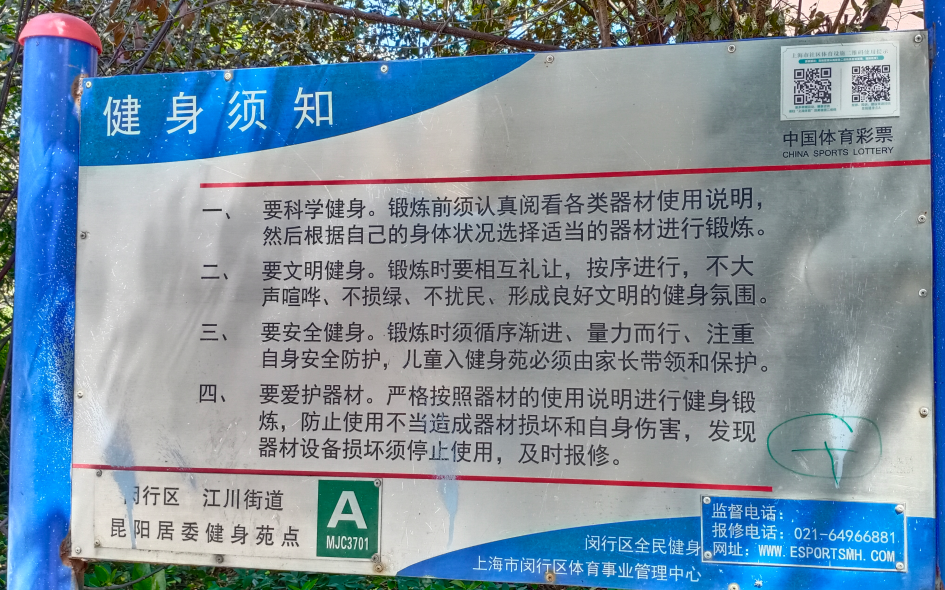 健身须知
中国体育彩票
CHINA SPORTS LOTTERY
一、 要科学健身。锻炼前须认真阅看各类器材使用说明，
然后根据自己的身体状况选择适当的器材进行锻炼。
二、 要文明健身。锻炼时要相互礼让，按序进行，不大
声喧哗、不损绿、不扰民、形成良好文明的健身氛围。
三、 要安全健身。锻炼时须循序渐进、量力而行、注重
自身安全防护，儿童入健身苑必须由家长带领和保护。
四、 要爱护器材。严格按照器材的使用说明进行健身锻
炼，防止使用不当造成器材损坏和自身伤害，发现
器材设备损坏须停止使用，及时报修。
闵行区 江川街道
昆阳居委健身苑点
A
MJC3701
闵行区全民健身
上海市闵行区体育事业管理中心
监督电话：
报修电话：021-64966881
网址：WWW.ESPORTSMH.COM